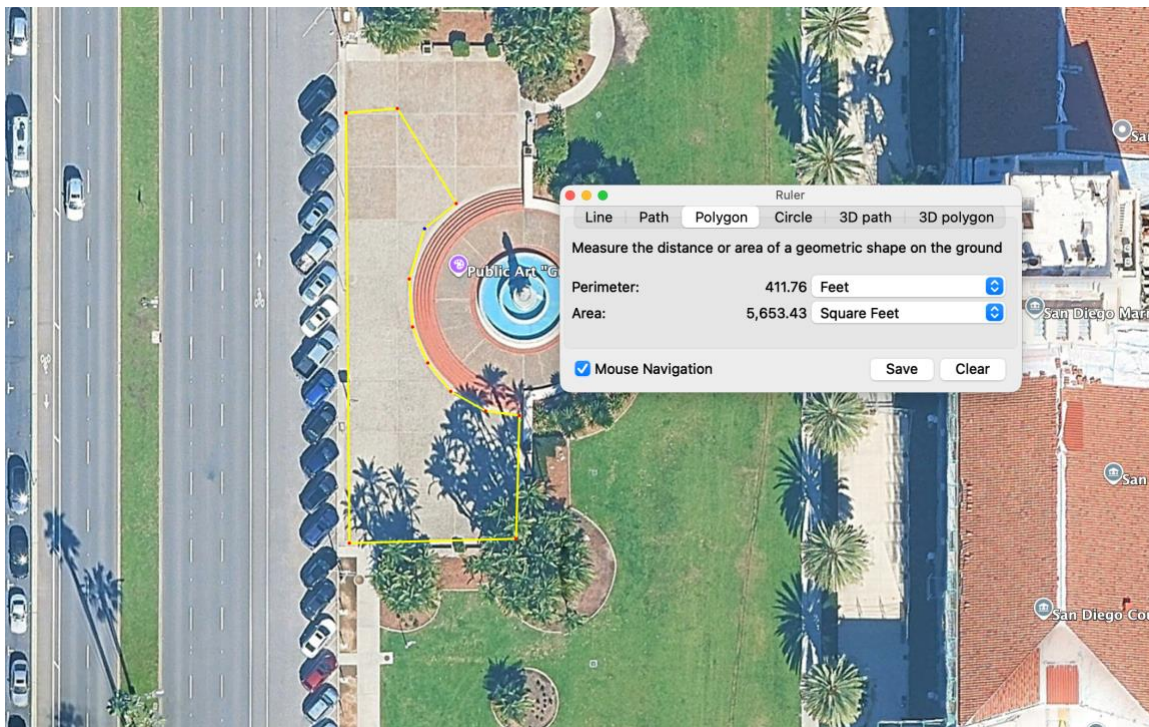 Ruler
Line Path Polygon Circle 3D path 3D polygon
Measure the distance or area of a geometric shape on the ground
Perimeter: 411.76 Feet
Area: 5,653.43 Square Feet
Mouse Navigation Save Clear
Public Art "G
San Diego Mari
San
San Diego Cou
Sa